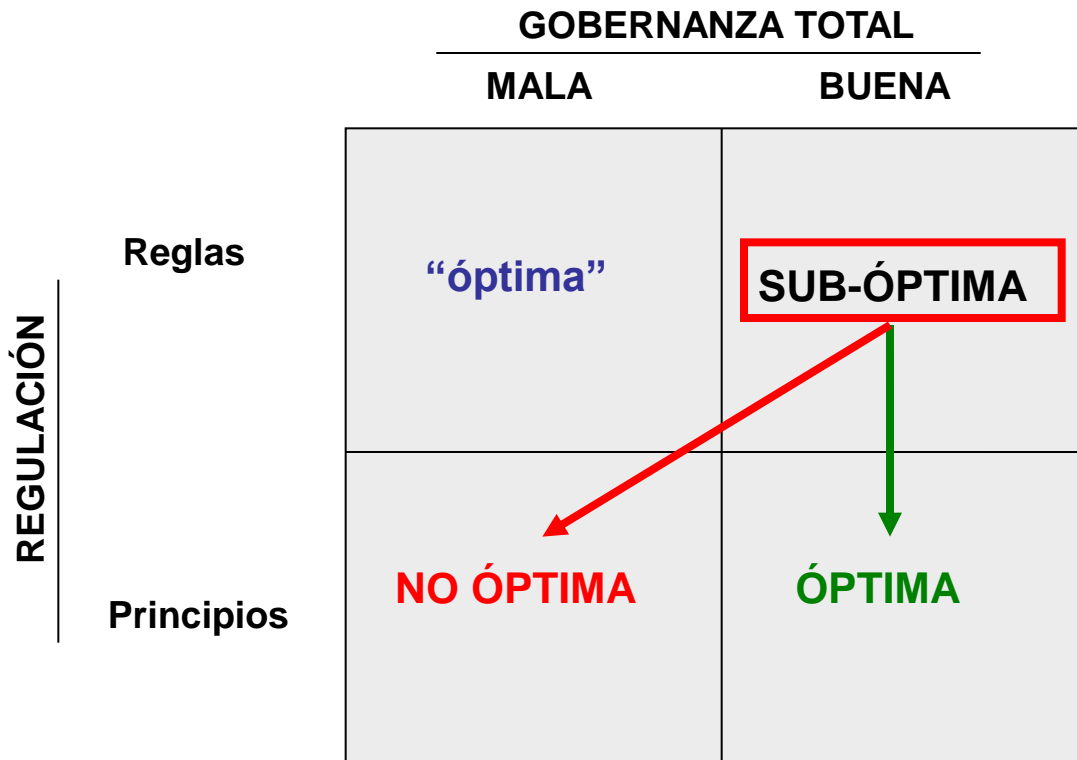 GOBERNANZA TOTAL
MALA
BUENA
REGULACIÓN
Reglas
“óptima”
SUB-ÓPTIMA
Principios
NO ÓPTIMA
ÓPTIMA